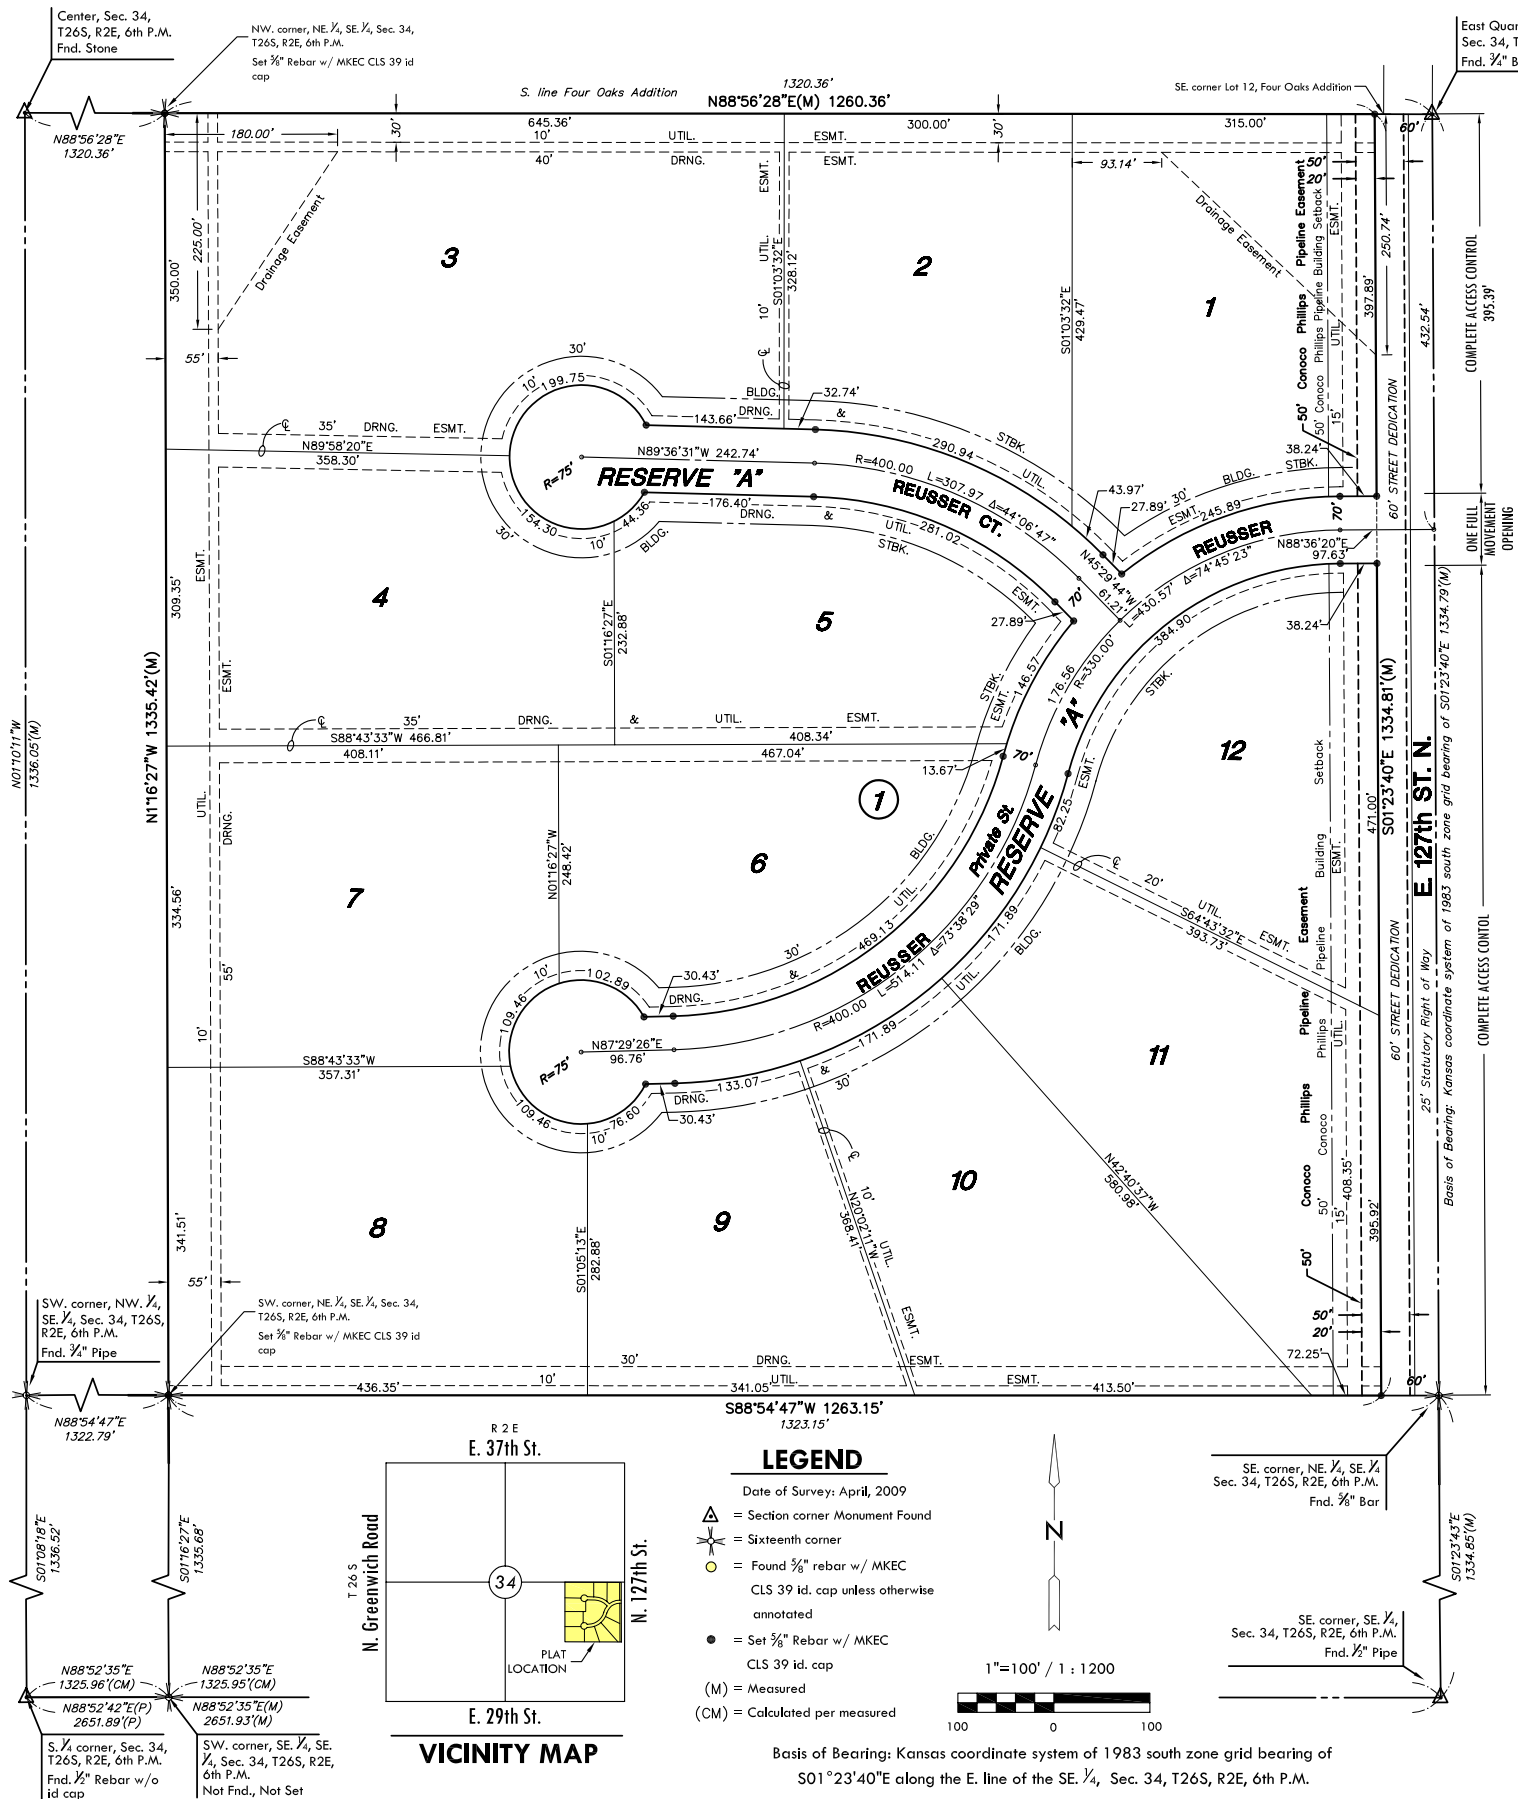 Center, Sec. 34,
T26S, R2E, 6th P.M.
Fnd. Stone
NW. corner, NE.¼, SE.¼, Sec. 34,
T26S, R2E, 6th P.M.
Set ⅝" Rebar w/ MKEC CLS 39 id
cap
S. line Four Oaks Addition
1320.36'
N88°56'28"E(M) 1260.36'
SE. corner Lot 12, Four Oaks Addition
East Quar
Sec. 34, T
Fnd. ¾" B
N88°56'28"E
1320.36'
180.00'
30'
645.36'
10' UTIL. ESMT.
300.00'
30'
315.00'
60'
40' DRNG. ESMT.
93.14'
50'
20'
225.00'
Drainage Easement
350.00'
55'
3
10' UTIL. ESMT.
S01°03'32"E
328.12'
℄
2
S01°03'32"E
429.47'
Drainage Easement
1
50' Conoco Phillips Pipeline Easement
50' Conoco Phillips Pipeline Building Setback
15' UTIL. ESMT.
250.74'
397.89'
432.54'
COMPLETE ACCESS CONTROL
395.39'
60' STREET DEDICATION
30'
10'
199.75
BLDG.
DRNG.
143.66'
32.74'
&
290.94
UTIL.
STBK.
℄ 35' DRNG. ESMT.
N89°58'20"E
358.30'
R=75'
N89°36'31"W 242.74'
RESERVE "A"
R=400.00 L=307.97 Δ=44°06'47"
REUSSER CT.
43.97'
27.89'
30'
BLDG.
STBK.
38.24'
ESMT.
245.89
REUSSER
70'
N88°36'20"E
97.63'
ONE FULL
MOVEMENT
OPENING
154.30
30'
10'
44.36
BLDG.
176.40'
DRNG.
&
281.02
UTIL.
STBK.
N45°29'44"W
61.21'
L=430.57' Δ=74°45'23"
R=330.00'
384.90
38.24'
ESMT.
309.35'
4
S01°16'27"E
232.88'
5
ESMT.
27.89'
70'
146.57
176.56
STBK.
ESMT.
STBK.
N1°16'27"W 1335.42'(M)
N01°10'11"W
1336.05'(M)
ESMT.
℄ 35' DRNG. & UTIL. ESMT.
S88°43'33"W 466.81'
408.34'
408.11'
467.04'
13.67'
70'
"A"
12
S01°23'40"E 1334.81'(M)
E. 127th ST. N.
471.00'
Basis of Bearing: Kansas coordinate system of 1983 south zone grid bearing of S01°23'40"E 1334.79'(M)
1
UTIL.
DRNG.
Private St.
RESERVE
82.25
ESMT.
BLDG.
7
334.56'
N01°16'27"W
248.42'
6
℄
20' UTIL. ESMT.
S64°43'32"E
393.73'
50' Conoco Phillips Pipeline Easement
50' Conoco Phillips Pipeline Building Setback
15' UTIL. ESMT.
60' STREET DEDICATION
25' Statutory Right of Way
COMPLETE ACCESS CONTOL
55'
10'
10'
102.89
109.46
30.43'
DRNG.
&
30'
469.13
UTIL.
REUSSER
R=400.00 L=514.11 Δ=73°38'29"
171.89
BLDG.
UTIL.
N87°29'26"E
96.76'
R=75'
S88°43'33"W
357.31'
171.89
&
30'
133.07
DRNG.
30.43'
109.46
76.60
10'
11
N42°40'37"W
580.98'
408.35'
395.92'
341.51'
8
S01°05'13"E
282.88'
9
℄
10' UTIL. ESMT.
N20°02'11"W
368.41'
10
55'
SW. corner, NW. ¼,
SE.¼, Sec. 34, T26S,
R2E, 6th P.M.
Fnd. ¾" Pipe
SW. corner, NE.¼, SE.¼, Sec. 34,
T26S, R2E, 6th P.M.
Set ⅝" Rebar w/ MKEC CLS 39 id
cap
50'
20'
30' DRNG. ESMT.
72.25'
10' UTIL. ESMT.
436.35'
341.05'
413.50'
60'
S88°54'47"W 1263.15'
1323.15'
N88°54'47"E
1322.79'
S01°08'18"E
1336.52'
S01°16'27"E
1335.68'
R 2 E
E. 37th St.
T 26 S
N. Greenwich Road
34
N. 127th St.
PLAT
LOCATION
E. 29th St.
VICINITY MAP
LEGEND
Date of Survey: April, 2009
= Section corner Monument Found
= Sixteenth corner
= Found ⅝" rebar w/ MKEC
CLS 39 id. cap unless otherwise
annotated
= Set ⅝" Rebar w/ MKEC
CLS 39 id. cap
(M) = Measured
(CM) = Calculated per measured
N
1"=100' / 1 : 1200
100 0 100
SE. corner, NE.¼, SE.¼
Sec. 34, T26S, R2E, 6th P.M.
Fnd. ⅝" Bar
S01°23'43"E
1334.85'(M)
SE. corner, SE.¼,
Sec. 34, T26S, R2E, 6th P.M.
Fnd. ½" Pipe
N88°52'35"E
1325.96'(CM)
N88°52'35"E
1325.95'(CM)
N88°52'42"E(P)
2651.89'(P)
N88°52'35"E(M)
2651.93'(M)
S.¼ corner, Sec. 34,
T26S, R2E, 6th P.M.
Fnd. ½" Rebar w/o
id cap
SW. corner, SE.¼, SE.
¼, Sec. 34, T26S, R2E,
6th P.M.
Not Fnd., Not Set
Basis of Bearing: Kansas coordinate system of 1983 south zone grid bearing of
S01°23'40"E along the E. line of the SE.¼, Sec. 34, T26S, R2E, 6th P.M.